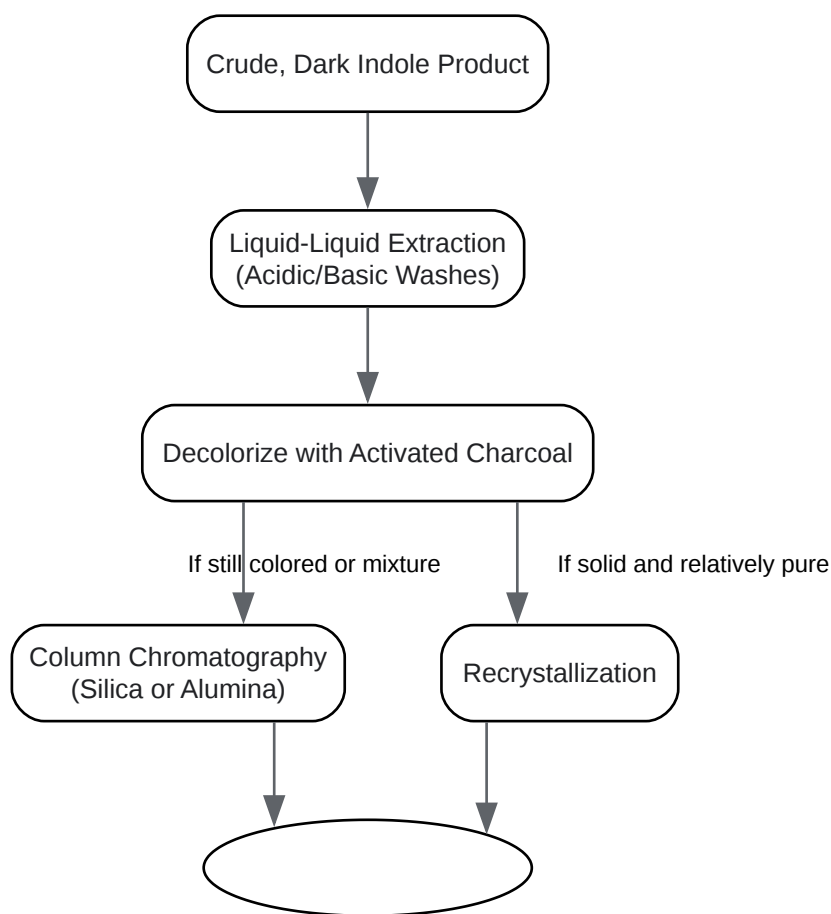 Crude, Dark Indole Product
Liquid-Liquid Extraction
(Acidic/Basic Washes)
Decolorize with Activated Charcoal
If still colored or mixture
If solid and relatively pure
Column Chromatography
(Silica or Alumina)
Recrystallization